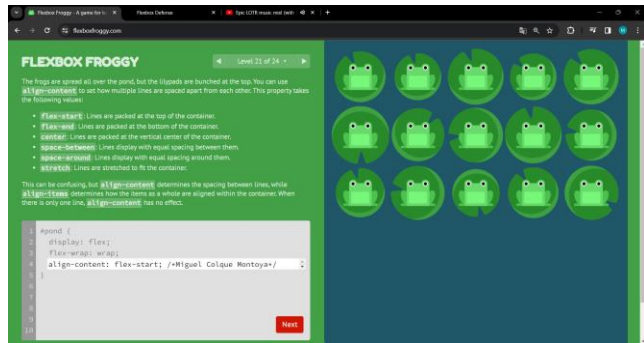 Flexbox Froggy - A game for le
Flexbox Defense
Epic LOTR music real (with
flexboxfroggy.com
FLEXBOX FROGGY
Level 21 of 24
The frogs are spread all over the pond, but the lilypads are bunched at the top. You can use
align-content to set how multiple lines are spaced apart from each other. This property takes
the following values:
• flex-start: Lines are packed at the top of the container.
• flex-end: Lines are packed at the bottom of the container.
• center: Lines are packed at the vertical center of the container.
• space-between: Lines display with equal spacing between them.
• space-around: Lines display with equal spacing around them.
• stretch: Lines are stretched to fit the container.
This can be confusing, but align-content determines the spacing between lines, while
align-items determines how the items as a whole are aligned within the container. When
there is only one line, align-content has no effect.
1 #pond {
2 display: flex;
3 flex-wrap: wrap;
4 align-content: flex-start; /*Miguel Colque Montoya*/
5 }
6
7
8
9
10
Next